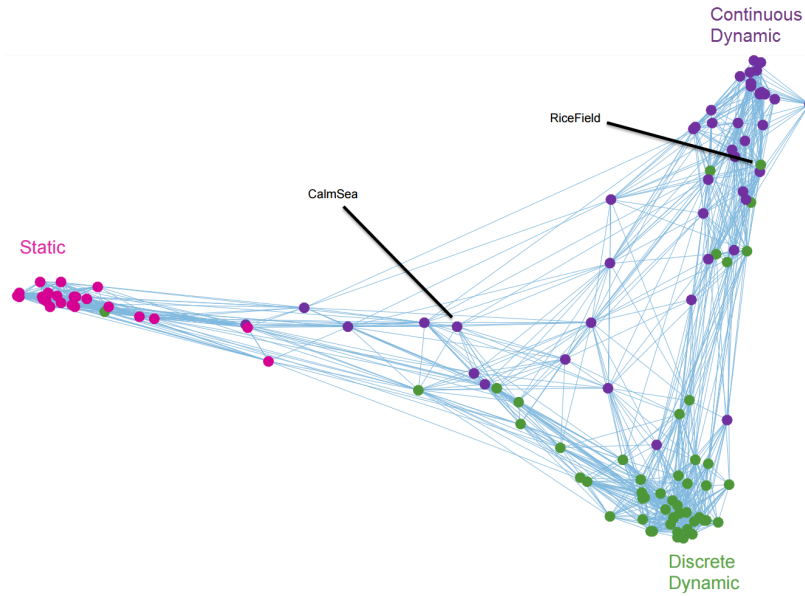 Continuous
Dynamic
RiceField
CalmSea
Static
Discrete
Dynamic